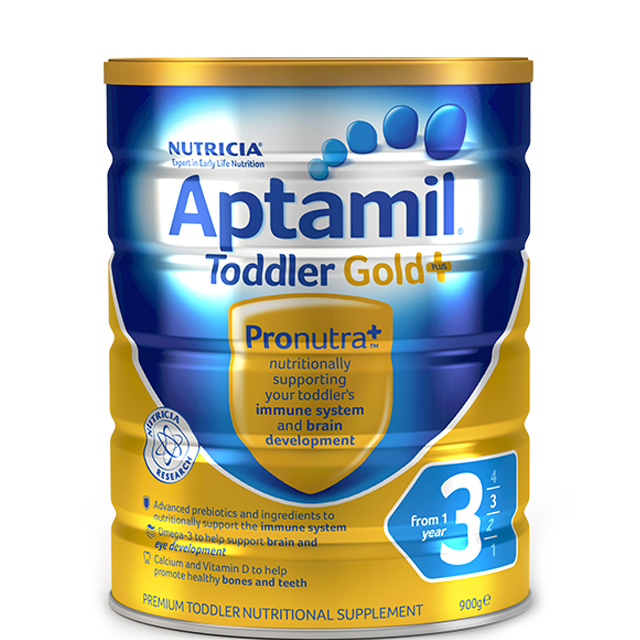 NUTRICIA®
Expert in Early Life Nutrition
Aptamil®
Toddler Gold+
PLUS
Pronutra+™
nutritionally
supporting
your toddler's
immune system
and brain
development
NUTRICIA
RESEARCH
Advanced prebiotics and ingredients to
nutritionally support the immune system
Omega-3 to help support brain and
eye development
Calcium and Vitamin D to help
promote healthy bones and teeth
from 1
year
3
4
3
2
1
PREMIUM TODDLER NUTRITIONAL SUPPLEMENT
900g℮